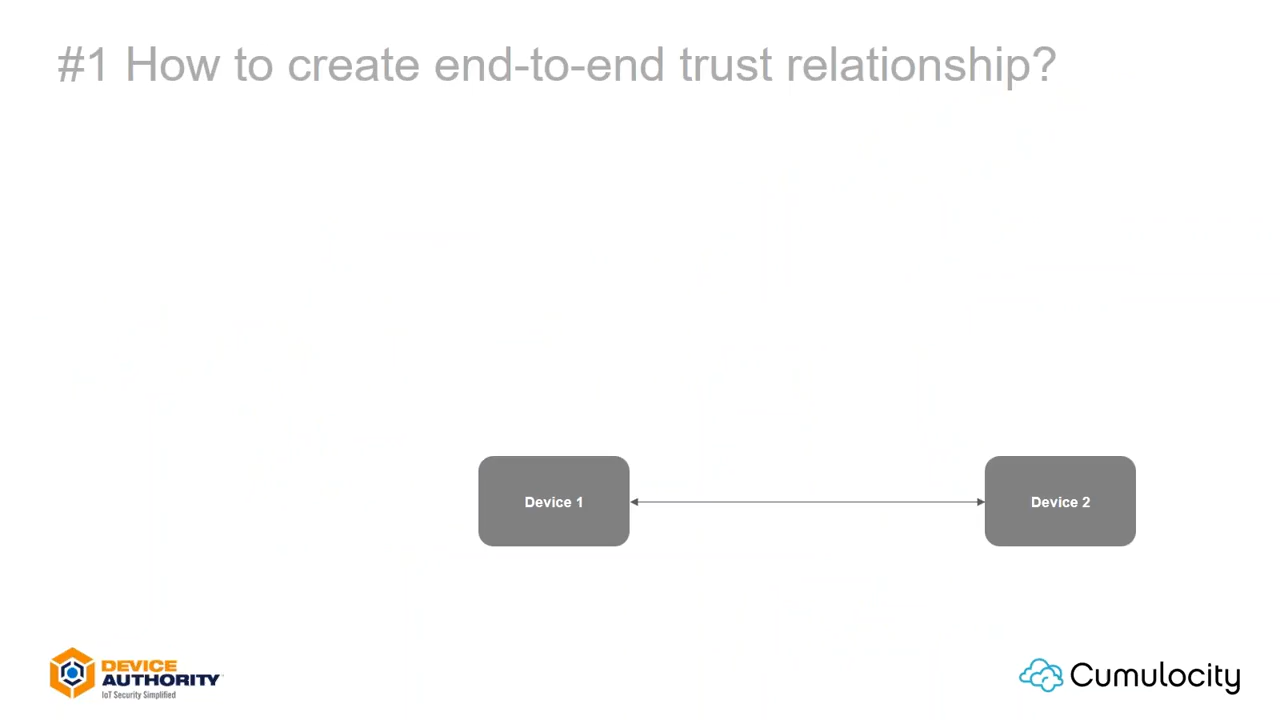 #1 How to create end-to-end trust relationship?
Device 1
Device 2
DEVICE
AUTHORITY
IoT Security Simplified
Cumulocity